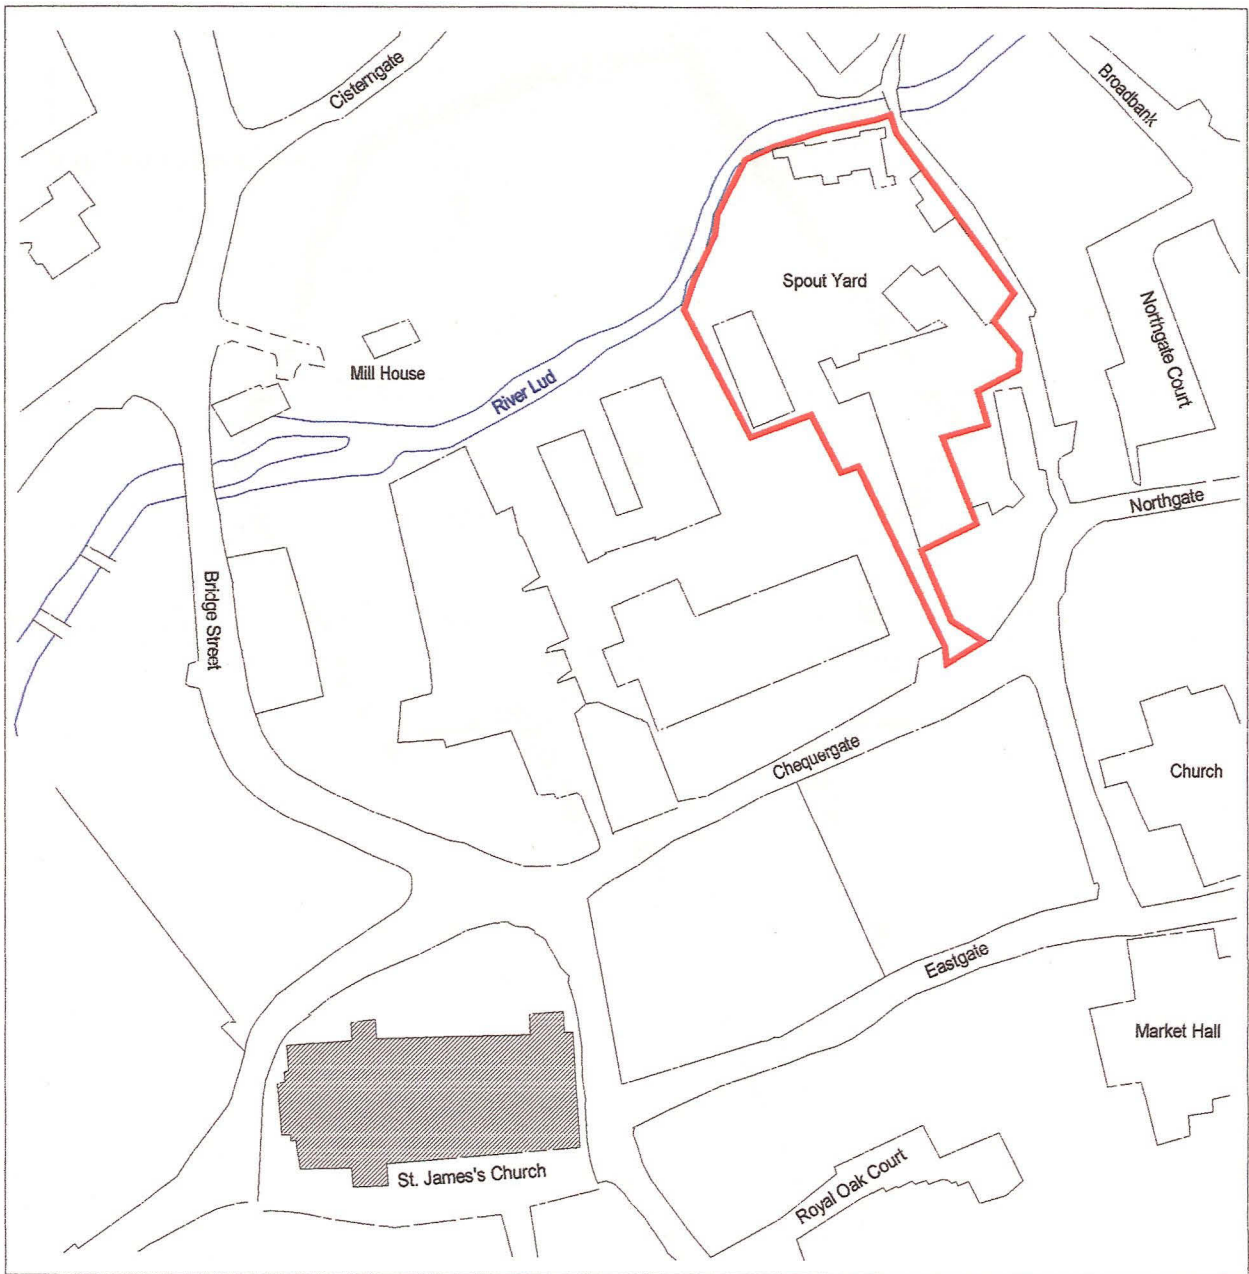 Cisterngate
Broadbank
Spout Yard
Northgate Court
Mill House
River Lud
Northgate
Bridge Street
Chequergate
Church
Eastgate
Market Hall
St. James's Church
Royal Oak Court